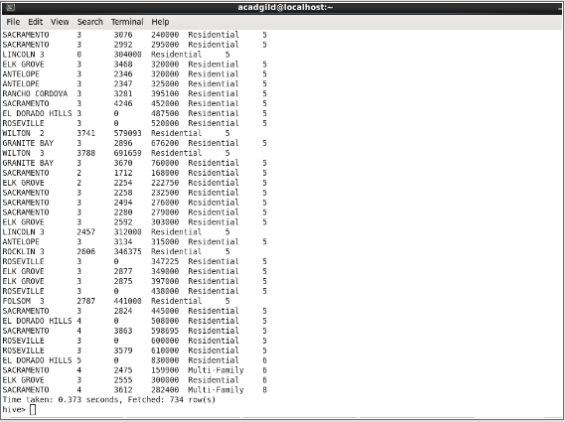 acadgild@localhost:~
File Edit View Search Terminal Help
SACRAMENTO 3 3076 240000 Residential 5
SACRAMENTO 3 2992 295000 Residential 5
LINCOLN 3 0 304000 Residential 5
ELK GROVE 3 3468 320000 Residential 5
ANTELOPE 3 2346 320000 Residential 5
ANTELOPE 3 2347 325000 Residential 5
RANCHO CORDOVA 3 3281 395100 Residential 5
SACRAMENTO 3 4246 452000 Residential 5
EL DORADO HILLS 3 0 487500 Residential 5
ROSEVILLE 3 0 520000 Residential 5
WILTON 2 3741 579093 Residential 5
GRANITE BAY 3 2896 676200 Residential 5
WILTON 3 3788 691659 Residential 5
GRANITE BAY 3 3670 760000 Residential 5
SACRAMENTO 2 1712 168000 Residential 5
ELK GROVE 2 2254 222750 Residential 5
SACRAMENTO 3 2258 232500 Residential 5
SACRAMENTO 3 2494 276000 Residential 5
SACRAMENTO 3 2280 279000 Residential 5
ELK GROVE 3 2592 303000 Residential 5
LINCOLN 3 2457 312000 Residential 5
ANTELOPE 3 3134 315000 Residential 5
ROCKLIN 3 2606 346375 Residential 5
ROSEVILLE 3 0 347225 Residential 5
ELK GROVE 3 2877 349000 Residential 5
ELK GROVE 3 2875 397000 Residential 5
ROSEVILLE 3 0 438000 Residential 5
FOLSOM 3 2787 441000 Residential 5
SACRAMENTO 3 2824 445000 Residential 5
EL DORADO HILLS 4 0 508000 Residential 5
SACRAMENTO 4 3863 598695 Residential 5
ROSEVILLE 3 0 600000 Residential 5
ROSEVILLE 3 3579 610000 Residential 5
EL DORADO HILLS 5 0 830000 Residential 6
SACRAMENTO 4 2475 159900 Multi-Family 6
ELK GROVE 3 2555 300000 Residential 6
SACRAMENTO 4 3612 282400 Multi-Family 8
Time taken: 0.373 seconds, Fetched: 734 row(s)
hive>